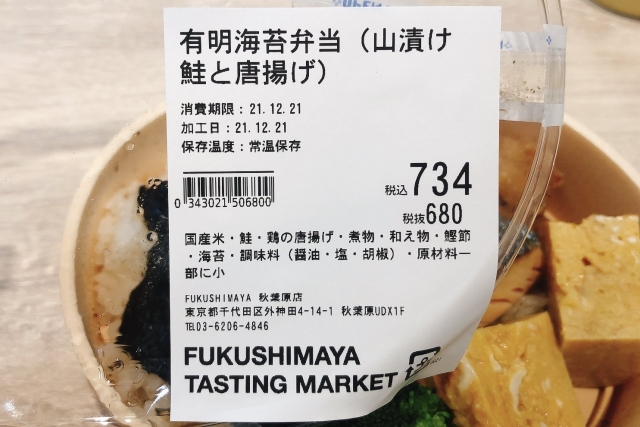 有明海苔弁当（山漬け
鮭と唐揚げ）
消費期限：21.12.21
加工日：21.12.21
保存温度：常温保存
税込734
0 343021 506800
税抜680
国産米・鮭・鶏の唐揚げ・煮物・和え物・鰹節
・海苔・調味料（醤油・塩・胡椒）・原材料一
部に小
FUKUSHIMAYA 秋葉原店
東京都千代田区外神田4-14-1 秋葉原UDX1F
TEL03-6206-4846
FUKUSHIMAYA
TASTING MARKET